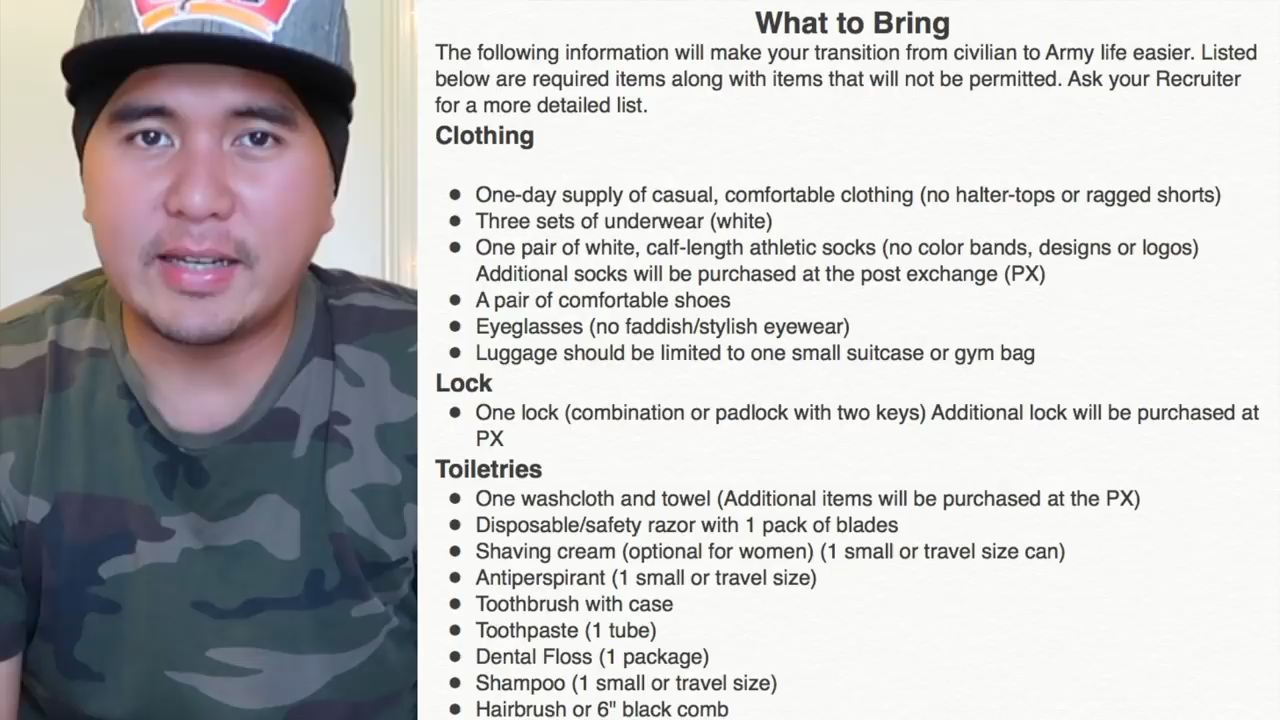 What to Bring
The following information will make your transition from civilian to Army life easier. Listed
below are required items along with items that will not be permitted. Ask your Recruiter
for a more detailed list.
Clothing
● One-day supply of casual, comfortable clothing (no halter-tops or ragged shorts)
● Three sets of underwear (white)
● One pair of white, calf-length athletic socks (no color bands, designs or logos)
Additional socks will be purchased at the post exchange (PX)
● A pair of comfortable shoes
● Eyeglasses (no faddish/stylish eyewear)
● Luggage should be limited to one small suitcase or gym bag
Lock
● One lock (combination or padlock with two keys) Additional lock will be purchased at
PX
Toiletries
● One washcloth and towel (Additional items will be purchased at the PX)
● Disposable/safety razor with 1 pack of blades
● Shaving cream (optional for women) (1 small or travel size can)
● Antiperspirant (1 small or travel size)
● Toothbrush with case
● Toothpaste (1 tube)
● Dental Floss (1 package)
● Shampoo (1 small or travel size)
● Hairbrush or 6" black comb